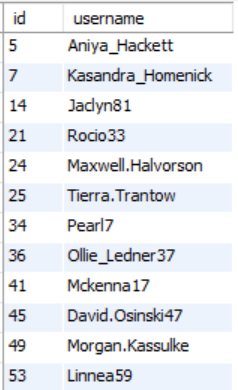 id username
5 Aniya_Hackett
7 Kasandra_Homenick
14 Jaclyn81
21 Rocio33
24 Maxwell.Halvorson
25 Tierra.Trantow
34 Pearl7
36 Ollie_Ledner37
41 Mckenna17
45 David.Osinski47
49 Morgan.Kassulke
53 Linnea59